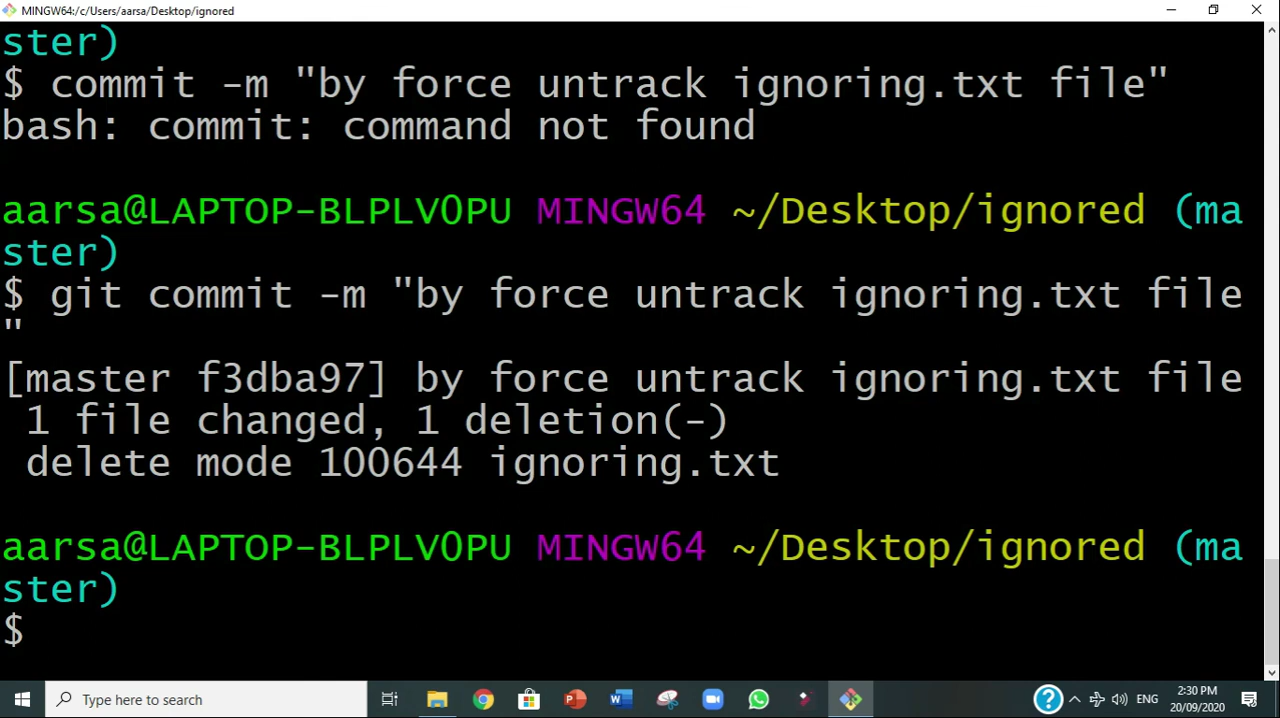 MINGW64:/c/Users/aarsa/Desktop/ignored
ster)
$ commit -m "by force untrack ignoring.txt file"
bash: commit: command not found
aarsa@LAPTOP-BLPLV0PU MINGW64 ~/Desktop/ignored (ma
ster)
$ git commit -m "by force untrack ignoring.txt file
"
[master f3dba97] by force untrack ignoring.txt file
1 file changed, 1 deletion(-)
delete mode 100644 ignoring.txt
aarsa@LAPTOP-BLPLV0PU MINGW64 ~/Desktop/ignored (ma
ster)
$
Type here to search
ENG
2:30 PM
20/09/2020